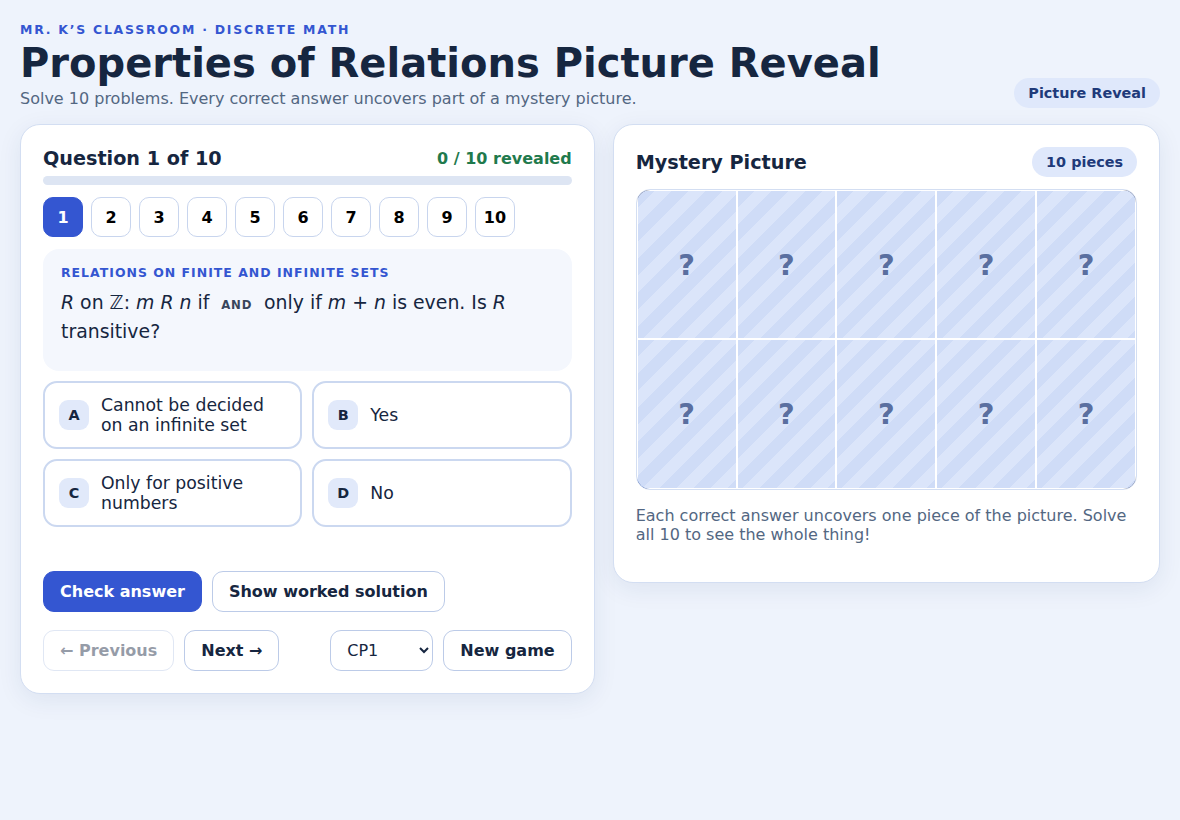 MR. K’S CLASSROOM · DISCRETE MATH
Properties of Relations Picture Reveal
Solve 10 problems. Every correct answer uncovers part of a mystery picture.
Picture Reveal
Question 1 of 10
0 / 10 revealed
1 2 3 4 5 6 7 8 9 10
RELATIONS ON FINITE AND INFINITE SETS
R on ℤ: m R n if AND only if m + n is even. Is R
transitive?
A Cannot be decided
on an infinite set
B Yes
C Only for positive
numbers
D No
Check answer
Show worked solution
← Previous
Next →
CP1
New game
Mystery Picture
10 pieces
? ? ? ? ?
? ? ? ? ?
Each correct answer uncovers one piece of the picture. Solve
all 10 to see the whole thing!